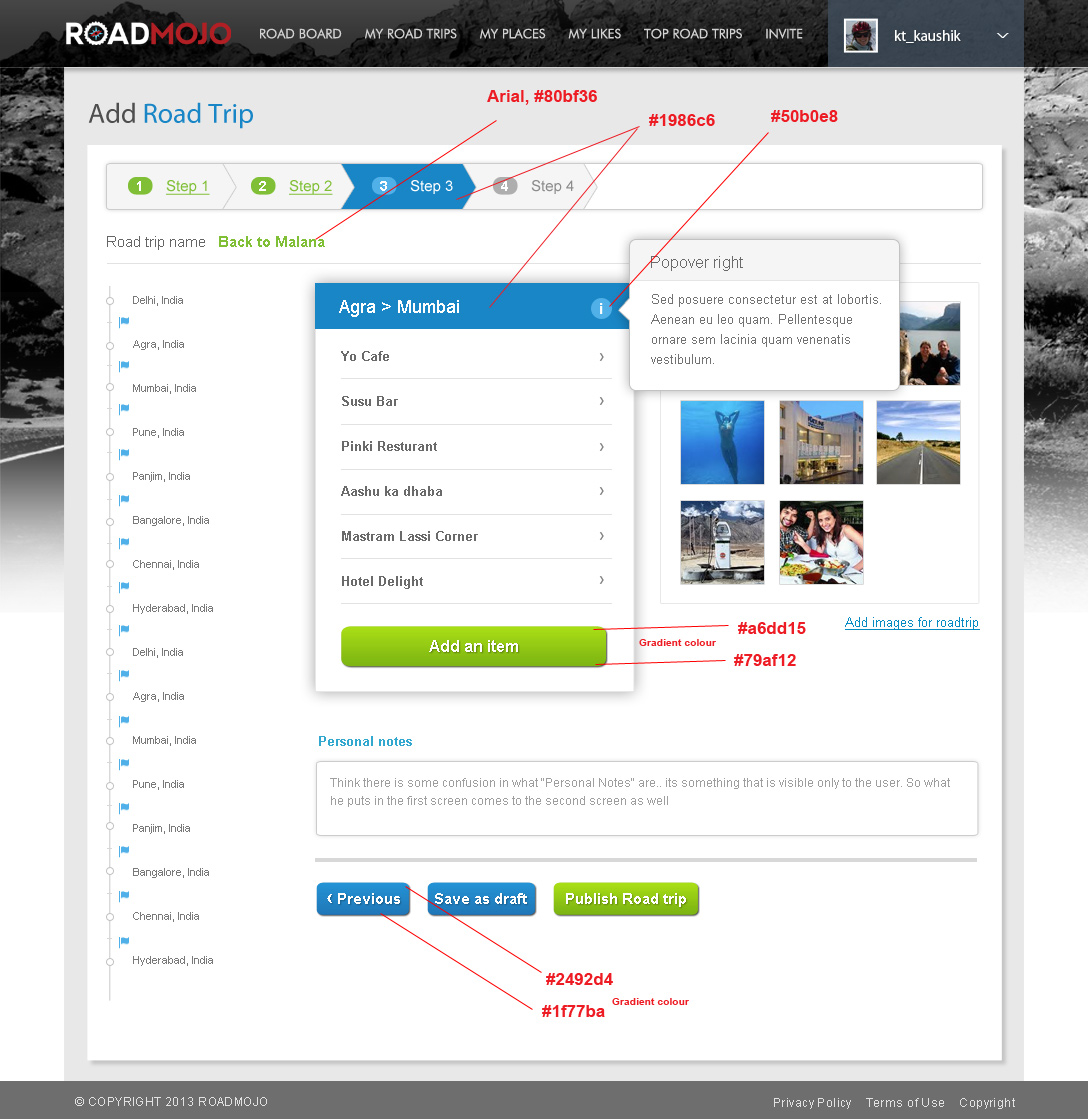 ROADMOJO
ROAD BOARD MY ROAD TRIPS MY PLACES MY LIKES TOP ROAD TRIPS INVITE
kt_kaushik
Add Road Trip
Arial, #80bf36
#1986c6
#50b0e8
1 Step 1 2 Step 2 3 Step 3 4 Step 4
Road trip name Back to Malana
Delhi, India
Agra, India
Mumbai, India
Pune, India
Panjim, India
Bangalore, India
Chennai, India
Hyderabad, India
Delhi, India
Agra, India
Mumbai, India
Pune, India
Panjim, India
Bangalore, India
Chennai, India
Hyderabad, India
Agra > Mumbai i
Yo Cafe ›
Susu Bar ›
Pinki Resturant ›
Aashu ka dhaba ›
Mastram Lassi Corner ›
Hotel Delight ›
Add an item
Popover right
Sed posuere consectetur est at lobortis.
Aenean eu leo quam. Pellentesque
ornare sem lacinia quam venenatis
vestibulum.
Add images for roadtrip
#a6dd15
Gradient colour
#79af12
Personal notes
Think there is some confusion in what "Personal Notes" are.. its something that is visible only to the user. So what
he puts in the first screen comes to the second screen as well
‹ Previous Save as draft Publish Road trip
#2492d4
#1f77ba Gradient colour
© COPYRIGHT 2013 ROADMOJO
Privacy Policy Terms of Use Copyright